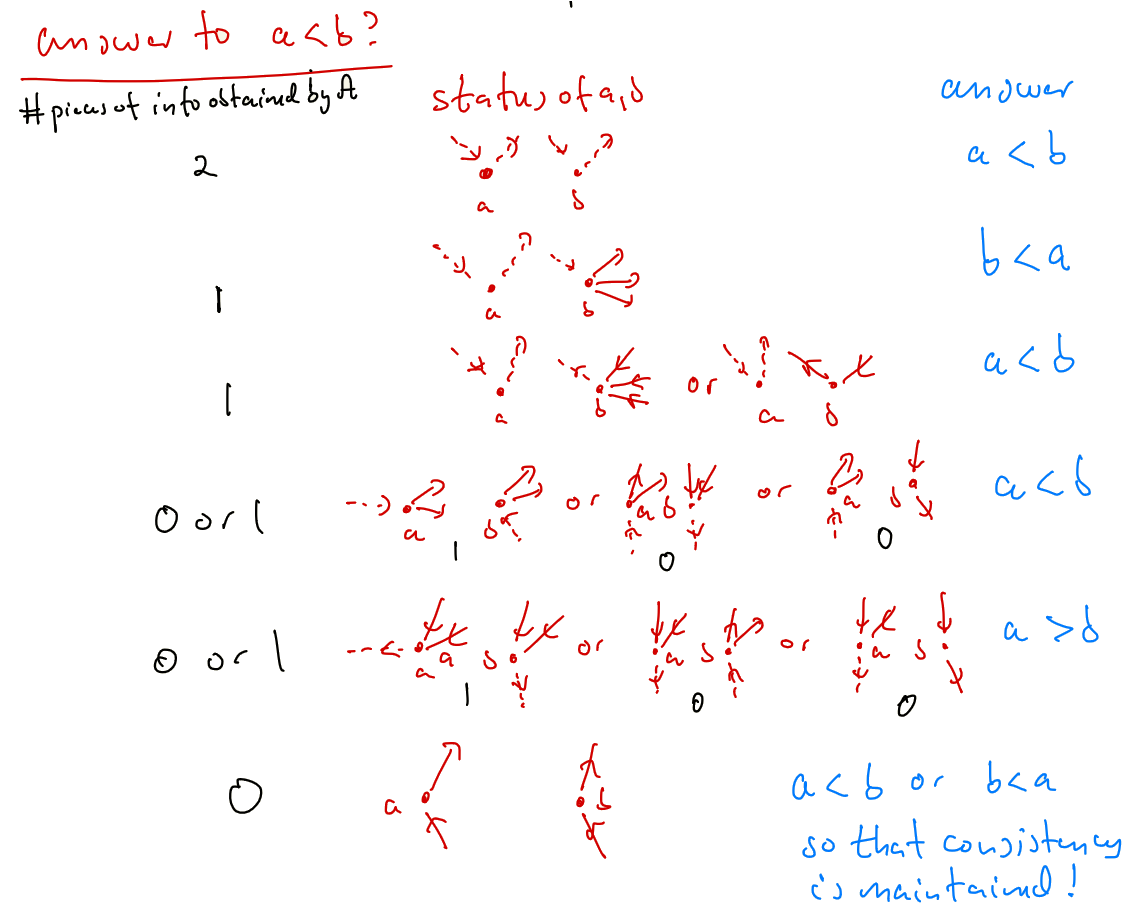 answer to a<b?
# pieces of info obtained by A status of a,b answer
2 a b a < b
1 a b b < a
1 a b or a b a < b
0 or 1 a b or a b or a b a < b
1 0 0
0 or 1 a a b or a b or a b a > b
1 0 0
0 a b a < b or b < a
so that consistency
is maintained!